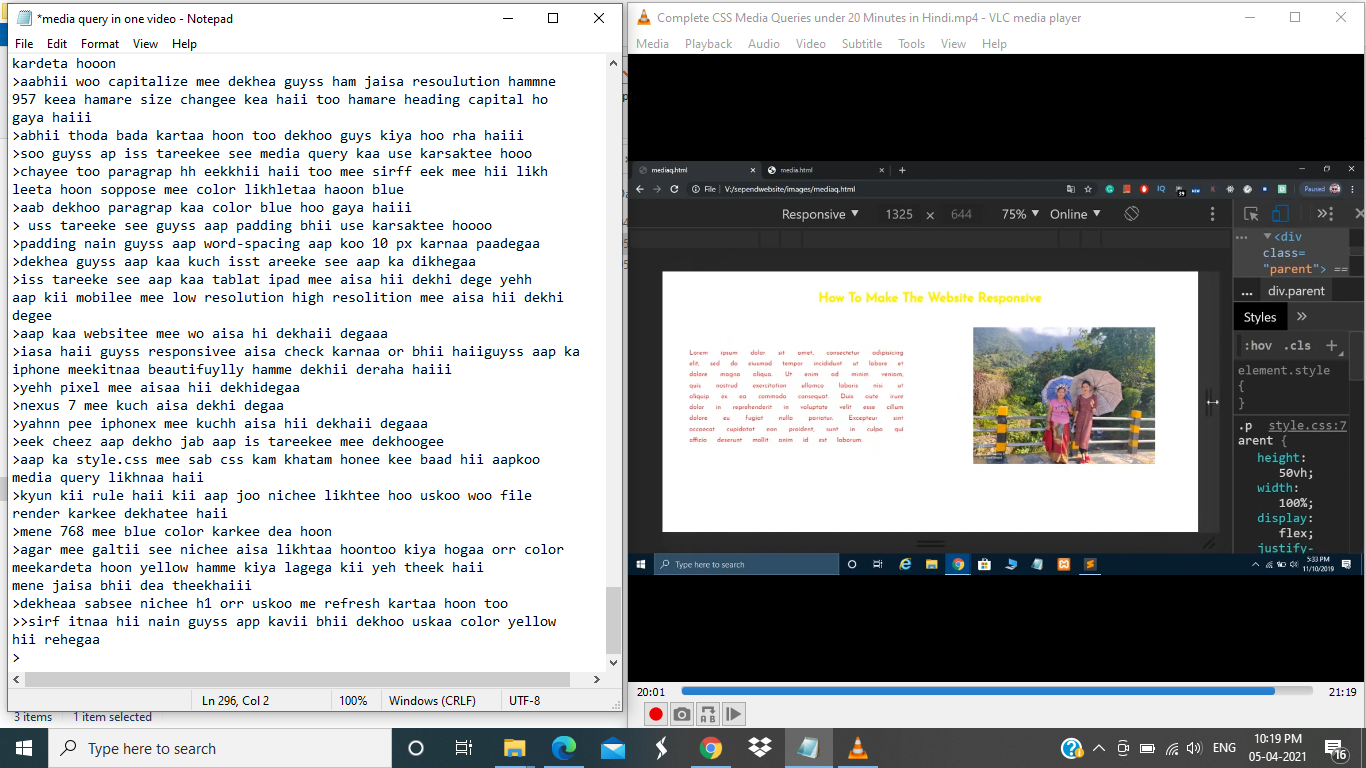 *media query in one video - Notepad
File Edit Format View Help
kardeta hooon
>aabhii woo capitalize mee dekhea guyss ham jaisa resoulution hammne
957 keea hamare size changee kea haii too hamare heading capital ho
gaya haiii
>abhii thoda bada kartaa hoon too dekhoo guys kiya hoo rha haiii
>soo guyss ap iss tareekee see media query kaa use karsaktee hooo
>chayee too paragrap hh eekkhii haii too mee sirff eek mee hii likh
leeta hoon soppose mee color likhletaa haoon blue
>aab dekhoo paragrap kaa color blue hoo gaya haiii
> uss tareeke see guyss aap padding bhii use karsaktee hoooo
>padding nain guyss aap word-spacing aap koo 10 px karnaa paadegaa
>dekhea guyss aap kaa kuch isst areeke see aap ka dikhegaa
>iss tareeke see aap kaa tablat ipad mee aisa hii dekhi dege yehh
aap kii mobilee mee low resolution high resolition mee aisa hii dekhi
degee
>aap kaa websitee mee wo aisa hi dekhaii degaaa
>iasa haii guyss responsivee aisa check karnaa or bhii haiiguyss aap ka
iphone meekitnaa beautifuylly hamme dekhii deraha haiii
>yehh pixel mee aisaa hii dekhidegaa
>nexus 7 mee kuch aisa dekhi degaa
>yahnn pee iphonex mee kuchh aisa hii dekhaii degaaa
>eek cheez aap dekho jab aap is tareekee mee dekhoogee
>aap ka style.css mee sab css kam khatam honee kee baad hii aapkoo
media query likhnaa haii
>kyun kii rule haii kii aap joo nichee likhtee hoo uskoo woo file
render karkee dekhatee haii
>mene 768 mee blue color karkee dea hoon
>agar mee galtii see nichee aisa likhtaa hoontoo kiya hogaa orr color
meekardeta hoon yellow hamme kiya lagega kii yeh theek haii
mene jaisa bhii dea theekhaiii
>dekheaa sabsee nichee h1 orr uskoo me refresh kartaa hoon too
>>sirf itnaa hii nain guyss app kavii bhii dekhoo uskaa color yellow
hii rehegaa
>
Ln 296, Col 2 100% Windows (CRLF) UTF-8
3 items 1 item selected
Complete CSS Media Queries under 20 Minutes in Hindi.mp4 - VLC media player
Media Playback Audio Video Subtitle Tools View Help
mediaq.html media.html
File V:/sependwebsite/images/mediaq.html Paused
Responsive 1325 × 644 75% Online
How To Make The Website Responsive
Lorem ipsum dolor sit amet, consectetur adipisicing
elit, sed do eiusmod tempor incididunt ut labore et
dolore magna aliqua. Ut enim ad minim veniam,
quis nostrud exercitation ullamco laboris nisi ut
aliquip ex ea commodo consequat. Duis aute irure
dolor in reprehenderit in voluptate velit esse cillum
dolore eu fugiat nulla pariatur. Excepteur sint
occaecat cupidatat non proident, sunt in culpa qui
officia deserunt mollit anim id est laborum.
<div
class=
"parent"> ==
... div.parent
Styles
:hov .cls +
element.style
{
}
.p style.css:7
arent {
height:
50vh;
width:
100%;
display:
flex;
justify-
Type here to search
5:33 PM
11/10/2019
20:01 21:19
Type here to search
ENG
10:19 PM
05-04-2021
16